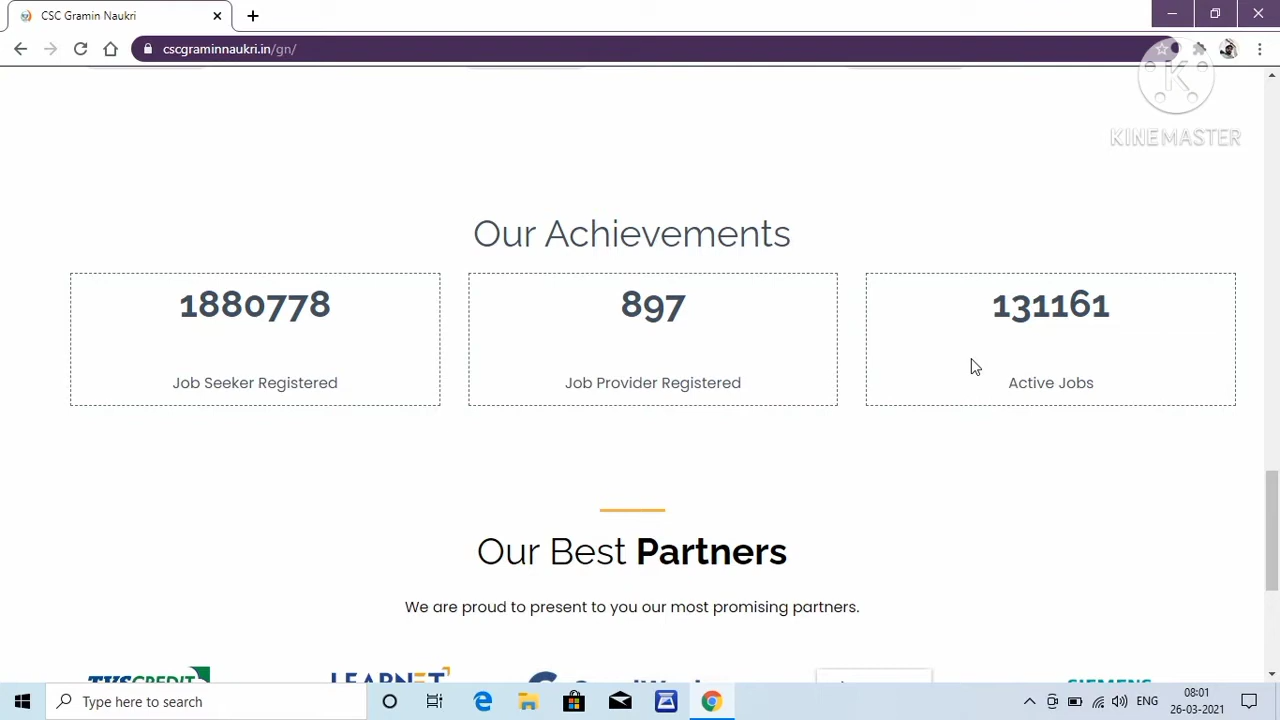 CSC Gramin Naukri
cscgraminnaukri.in/gn/
K
KINEMASTER
Our Achievements
1880778
Job Seeker Registered
897
Job Provider Registered
131161
Active Jobs
Our Best Partners
We are proud to present to you our most promising partners.
TVS CREDIT
LEARNET
SIEMENS
Type here to search
ENG
08:01
26-03-2021